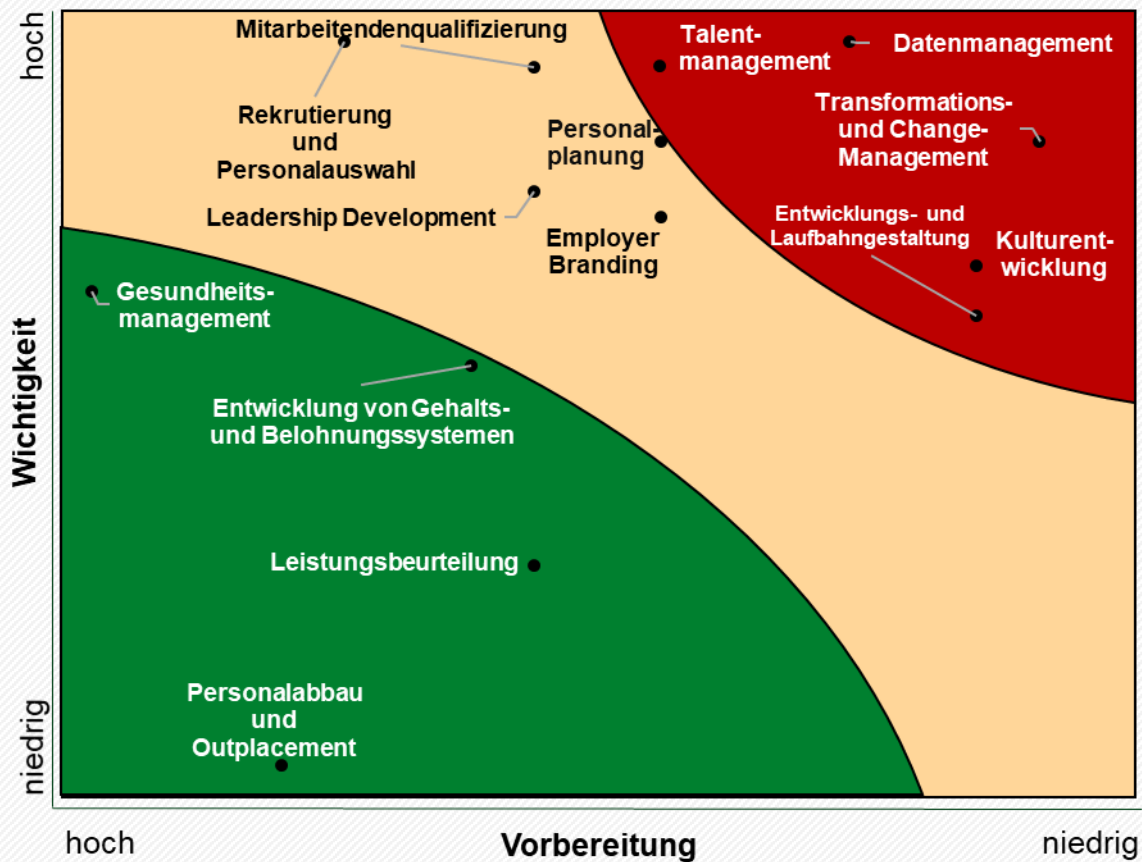 hoch
Wichtigkeit
niedrig
Mitarbeitendenqualifizierung
Rekrutierung
und
Personalauswahl
Leadership Development
Personal-
planung
Employer
Branding
Talent-
management
Datenmanagement
Transformations-
und Change-
Management
Entwicklungs- und
Laufbahngestaltung
Kulturent-
wicklung
Gesundheits-
management
Entwicklung von Gehalts-
und Belohnungssystemen
Leistungsbeurteilung
Personalabbau
und
Outplacement
hoch
Vorbereitung
niedrig